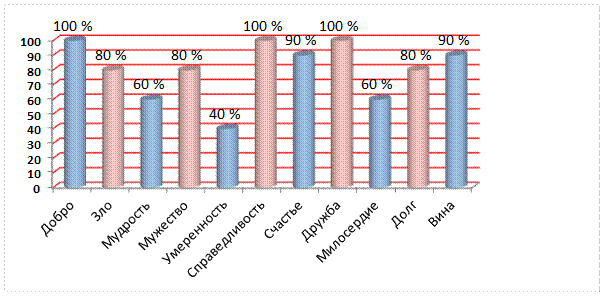 100 %
80 %
60 %
80 %
40 %
100 %
90 %
100 %
60 %
80 %
90 %
100
90
80
70
60
50
40
30
20
10
0
Добро
Зло
Мудрость
Мужество
Умеренность
Справедливость
Счастье
Дружба
Милосердие
Долг
Вина